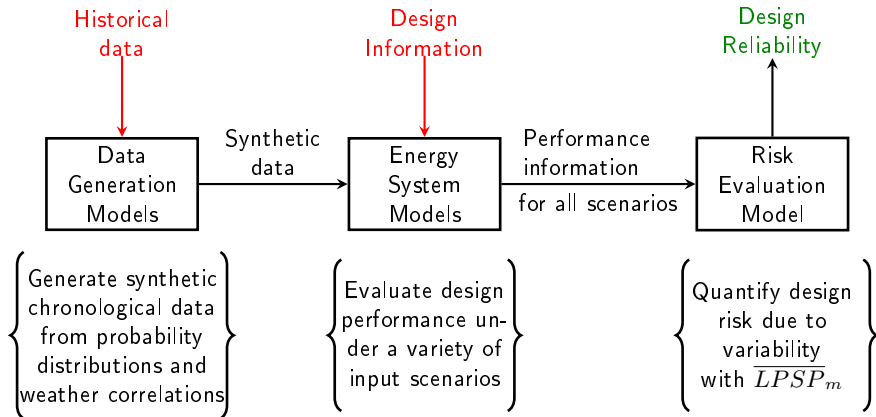 Historical
data
Design
Information
Design
Reliability
Data
Generation
Models
Synthetic
data
Energy
System
Models
Performance
information
for all scenarios
Risk
Evaluation
Model
Generate synthetic
chronological data
from probability
distributions and
weather correlations
Evaluate design
performance un-
der a variety of
input scenarios
Quantify design
risk due to
variability
with $\overline{LPSP}_m$